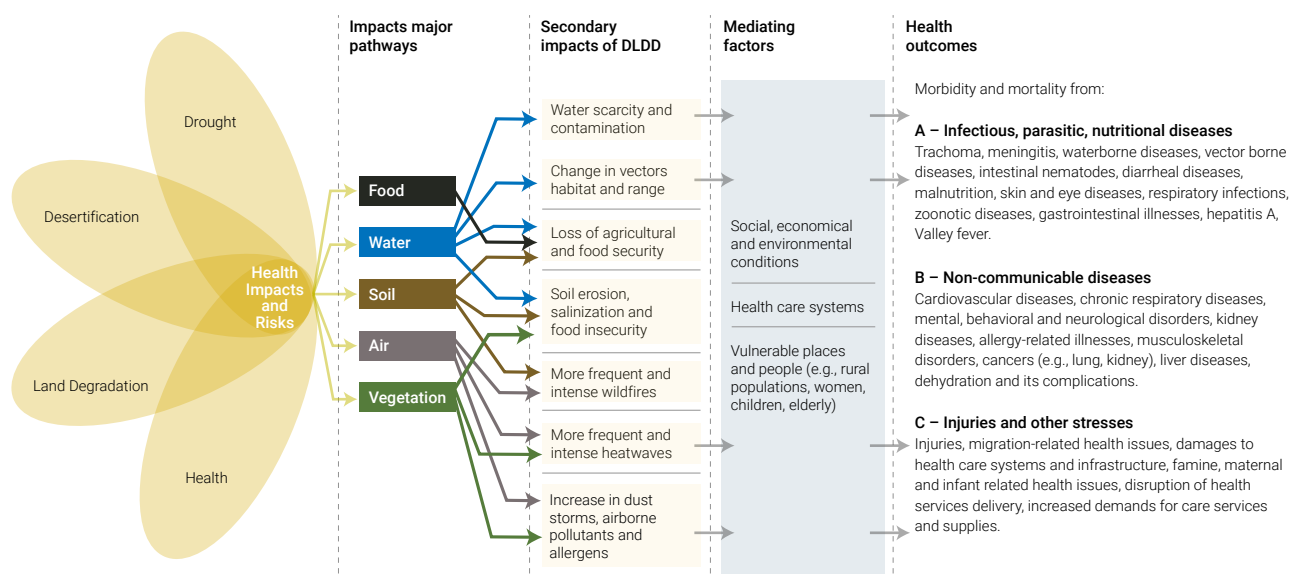 Drought
Desertification
Land Degradation
Health
Health
Impacts
and
Risks
Impacts major
pathways
Food
Water
Soil
Air
Vegetation
Secondary
impacts of DLDD
Water scarcity and
contamination
Change in vectors
habitat and range
Loss of agricultural
and food security
Soil erosion,
salinization and
food insecurity
More frequent and
intense wildfires
More frequent and
intense heatwaves
Increase in dust
storms, airborne
pollutants and
allergens
Mediating
factors
Social, economical
and environmental
conditions
Health care systems
Vulnerable places
and people (e.g., rural
populations, women,
children, elderly)
Health
outcomes
Morbidity and mortality from:
A – Infectious, parasitic, nutritional diseases
Trachoma, meningitis, waterborne diseases, vector borne
diseases, intestinal nematodes, diarrheal diseases,
malnutrition, skin and eye diseases, respiratory infections,
zoonotic diseases, gastrointestinal illnesses, hepatitis A,
Valley fever.
B – Non-communicable diseases
Cardiovascular diseases, chronic respiratory diseases,
mental, behavioral and neurological disorders, kidney
diseases, allergy-related illnesses, musculoskeletal
disorders, cancers (e.g., lung, kidney), liver diseases,
dehydration and its complications.
C – Injuries and other stresses
Injuries, migration-related health issues, damages to
health care systems and infrastructure, famine, maternal
and infant related health issues, disruption of health
services delivery, increased demands for care services
and supplies.